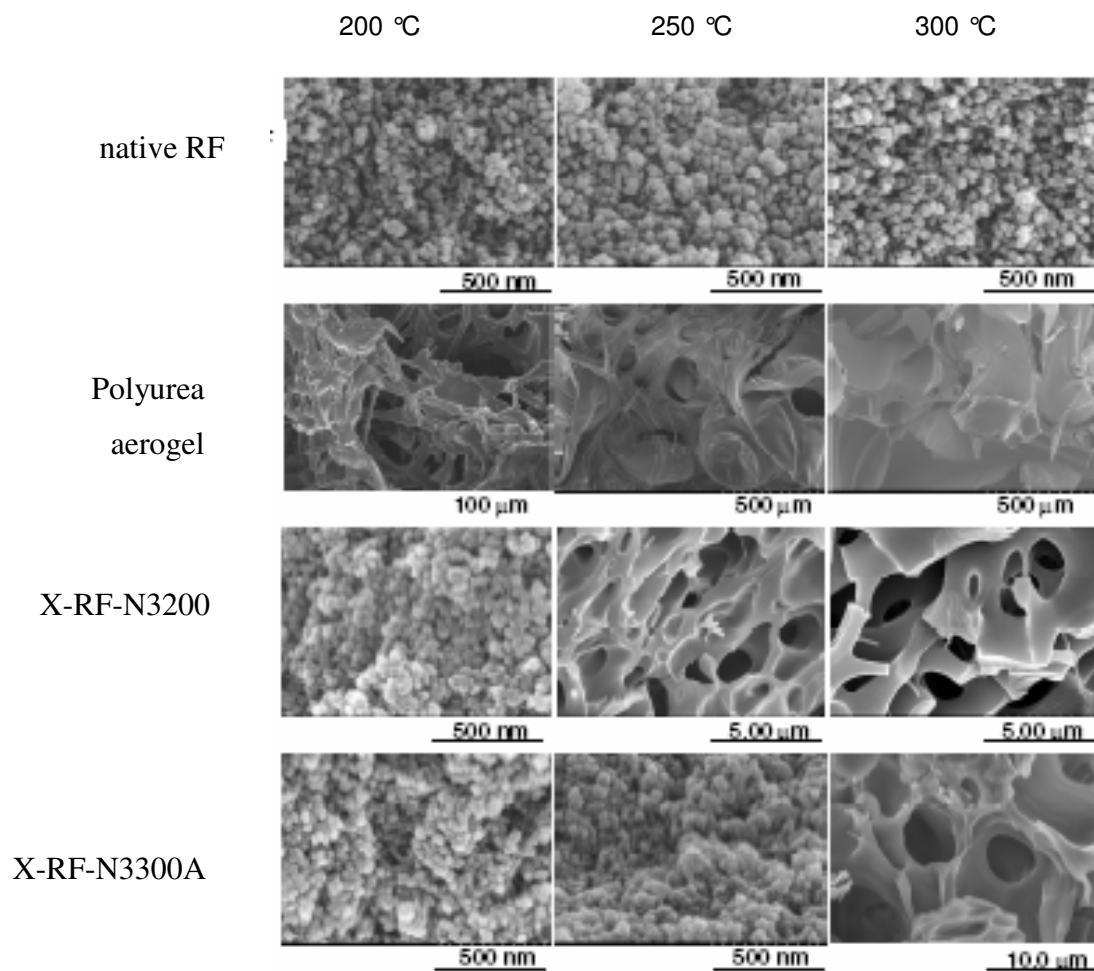 200 ℃ 250 ℃ 300 ℃
native RF
500 nm 500 nm 500 nm
Polyurea
aerogel
100 μm 500 μm 500 μm
X-RF-N3200
500 nm 5.00 μm 5.00 μm
X-RF-N3300A
500 nm 500 nm 10.0 μm